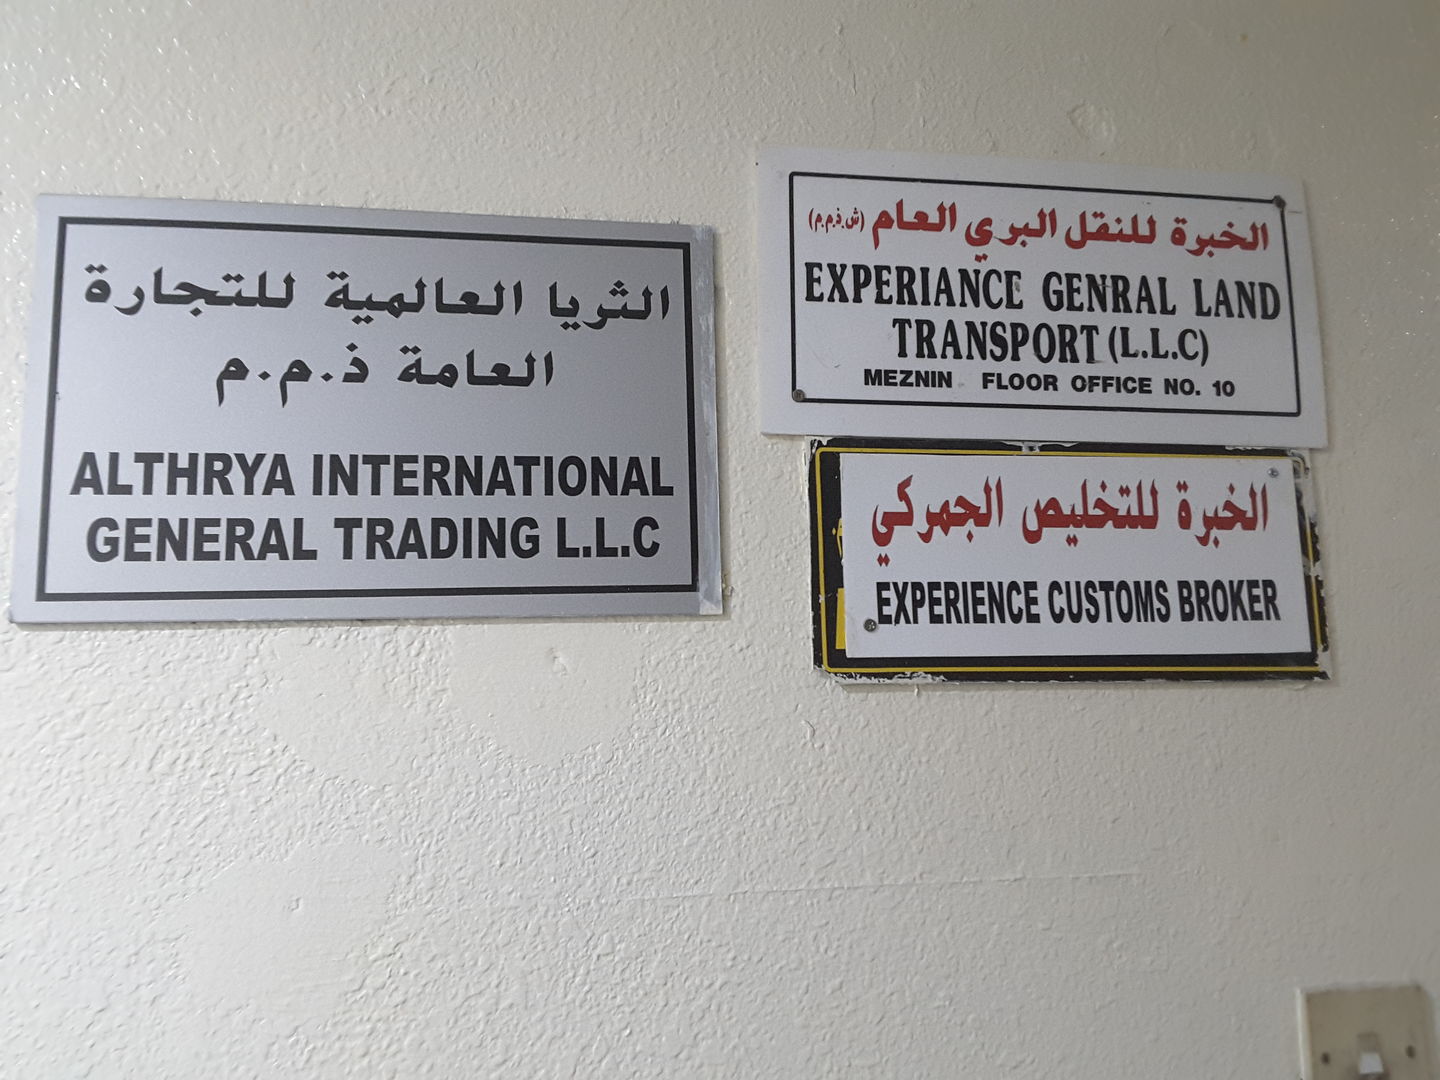 الثريا العالمية للتجارة
العامة ذ.م.م
ALTHRYA INTERNATIONAL
GENERAL TRADING L.L.C
الخبرة للنقل البري العام (ش.ذ.م.م)
EXPERIANCE GENRAL LAND
TRANSPORT (L.L.C)
MEZNIN FLOOR OFFICE NO. 10
الخبرة للتخليص الجمركي
EXPERIENCE CUSTOMS BROKER